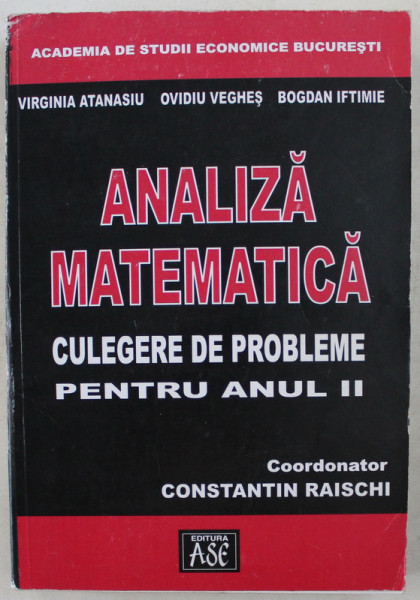 ACADEMIA DE STUDII ECONOMICE BUCUREŞTI
VIRGINIA ATANASIU OVIDIU VEGHEŞ BOGDAN IFTIMIE
ANALIZĂ
MATEMATICĂ
CULEGERE DE PROBLEME
PENTRU ANUL II
Coordonator
CONSTANTIN RAISCHI
EDITURA
ASE